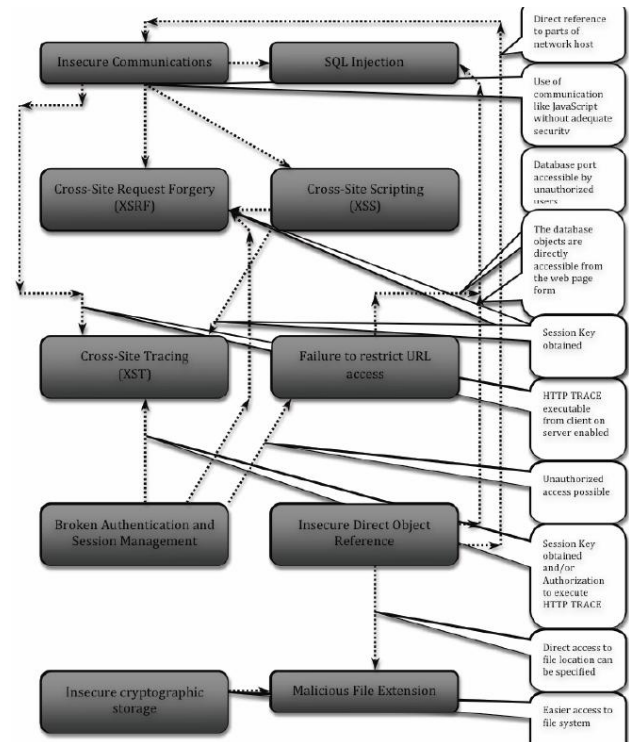 Direct reference
to parts of
network host
Insecure Communications
SQL Injection
Use of
communication
like JavaScript
without adequate
security
Cross-Site Request Forgery
(XSRF)
Cross-Site Scripting
(XSS)
Database port
accessible by
unauthorized
users
The database
objects are
directly
accessible from
the web page
form
Session Key
obtained
Cross-Site Tracing
(XST)
Failure to restrict URL
access
HTTP TRACE
executable
from client on
server enabled
Unauthorized
access possible
Broken Authentication and
Session Management
Insecure Direct Object
Reference
Session Key
obtained
and/or
Authorization
to execute
HTTP TRACE
Direct access to
file location can
be specified
Insecure cryptographic
storage
Malicious File Extension
Easier access to
file system